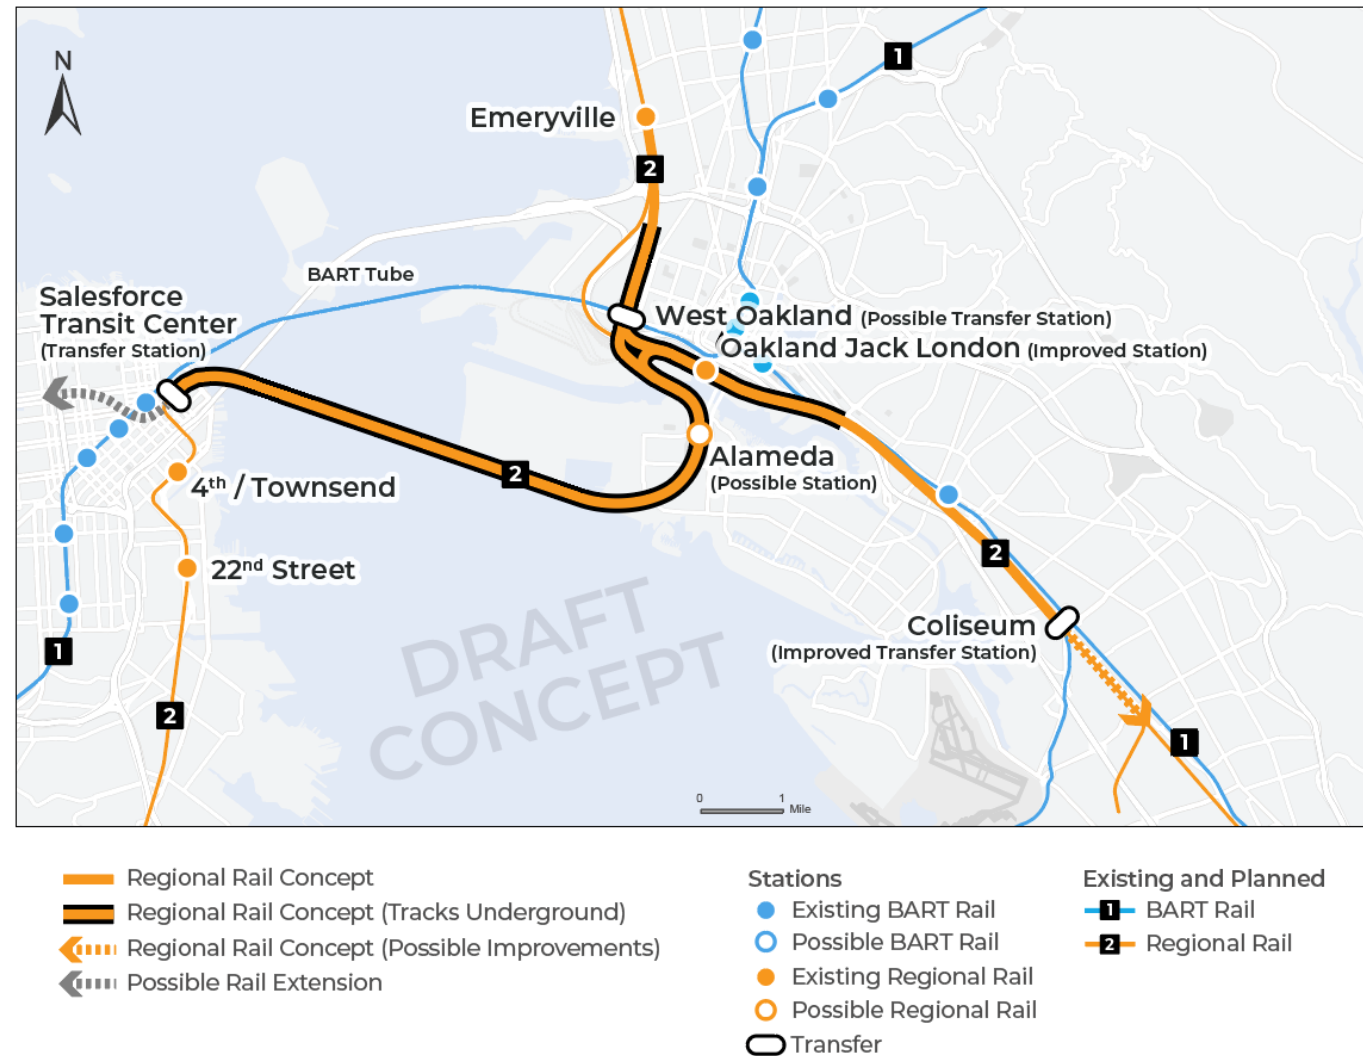 N
1
Emeryville
2
BART Tube
Salesforce
Transit Center
(Transfer Station)
West Oakland (Possible Transfer Station)
Oakland Jack London (Improved Station)
2
Alameda
(Possible Station)
4th / Townsend
22nd Street
2
DRAFT
CONCEPT
Coliseum
(Improved Transfer Station)
1
2
1
0 1
Mile
Regional Rail Concept
Regional Rail Concept (Tracks Underground)
Regional Rail Concept (Possible Improvements)
Possible Rail Extension
Stations
Existing BART Rail
Possible BART Rail
Existing Regional Rail
Possible Regional Rail
Transfer
Existing and Planned
1 BART Rail
2 Regional Rail